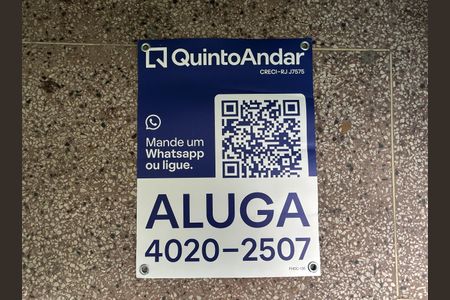 QuintoAndar
CRECI-RJ J7575
Mande um
Whatsapp
ou ligue.
ALUGA
4020-2507